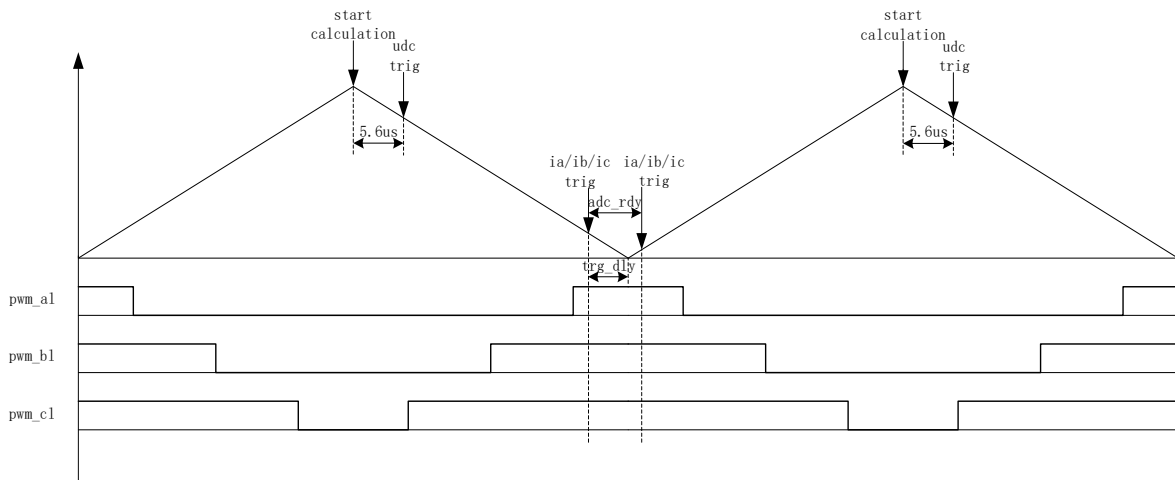 start
calculation
udc
trig
5.6us
ia/ib/ic
trig
ia/ib/ic
trig
adc_rdy
trg_dly
start
calculation
udc
trig
5.6us
pwm_al
pwm_bl
pwm_cl